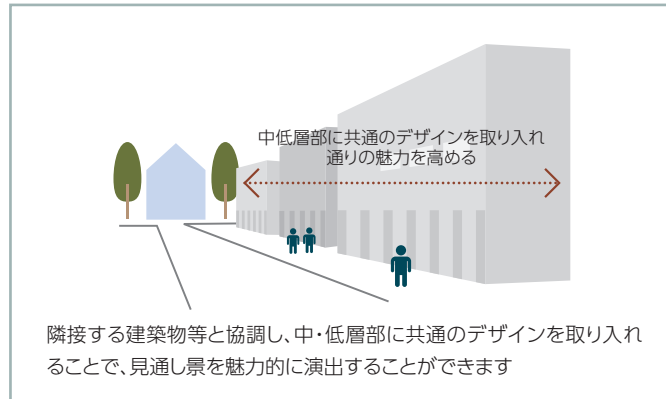 中低層部に共通のデザインを取り入れ
通りの魅力を高める
隣接する建築物等と協調し、中・低層部に共通のデザインを取り入れ
ることで、見通し景を魅力的に演出することができます